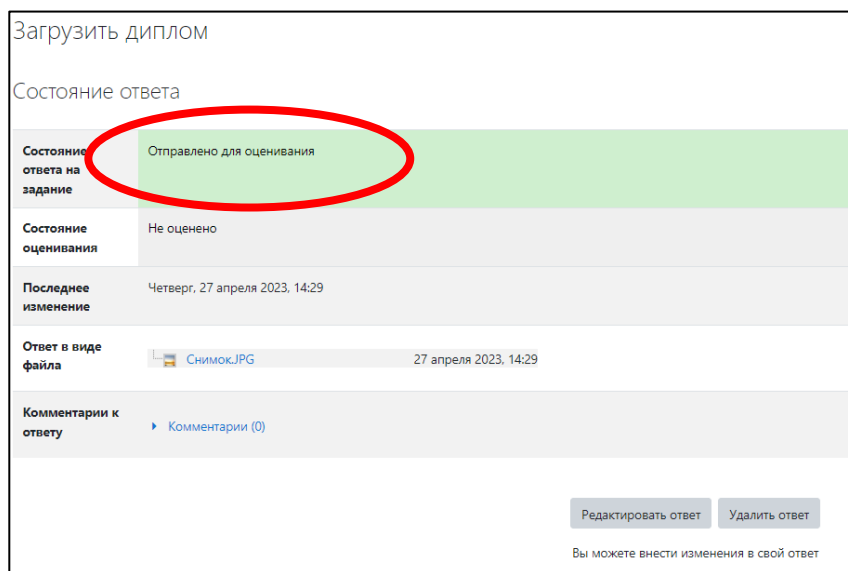 Загрузить диплом
Состояние ответа
Состояние
ответа на
задание
Отправлено для оценивания
Состояние
оценивания
Не оценено
Последнее
изменение
Четверг, 27 апреля 2023, 14:29
Ответ в виде
файла
Снимок.JPG 27 апреля 2023, 14:29
Комментарии к
ответу
Комментарии (0)
Редактировать ответ Удалить ответ
Вы можете внести изменения в свой ответ